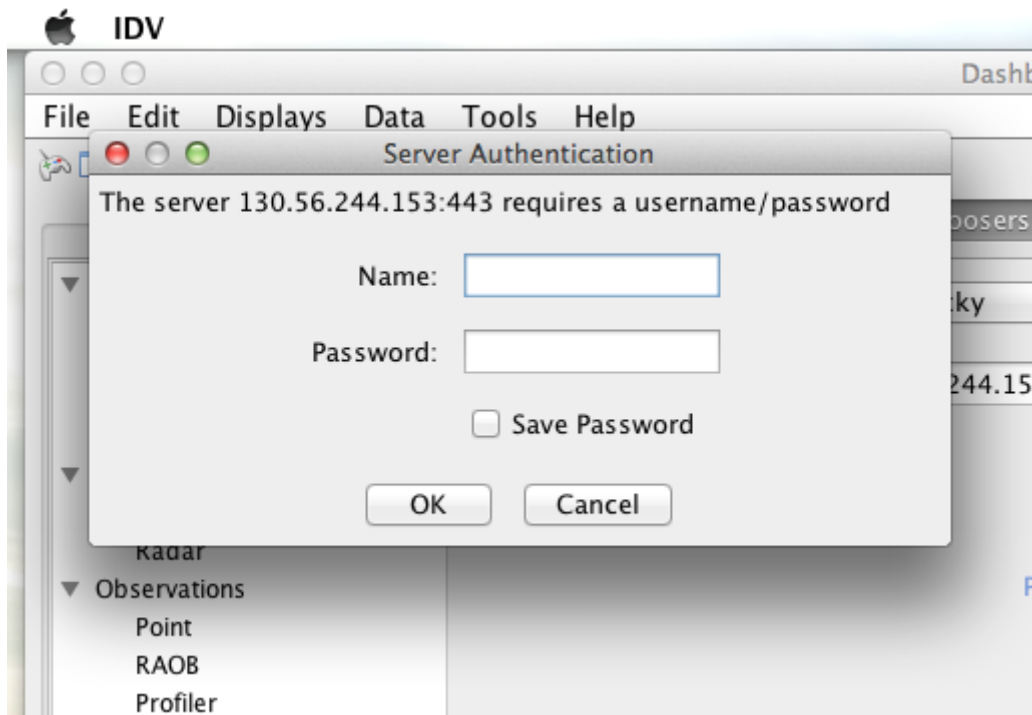 IDV
Dashb
File Edit Displays Data Tools Help
Server Authentication
The server 130.56.244.153:443 requires a username/password
oosers
Name:
ky
Password:
244.15
Save Password
OK Cancel
Radar
Observations
Point
RAOB
Profiler